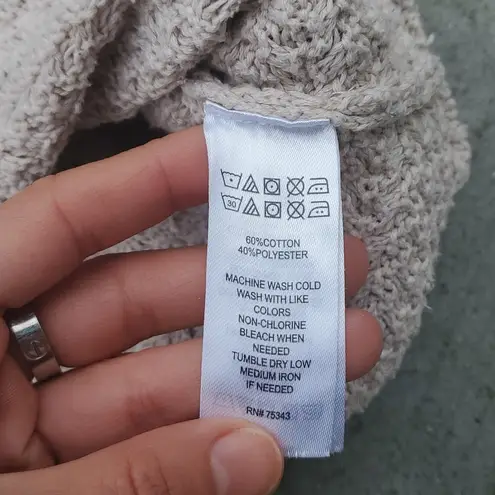 30
60%COTTON
40%POLYESTER
MACHINE WASH COLD
WASH WITH LIKE
COLORS
NON-CHLORINE
BLEACH WHEN
NEEDED
TUMBLE DRY LOW
MEDIUM IRON
IF NEEDED
RN# 75343